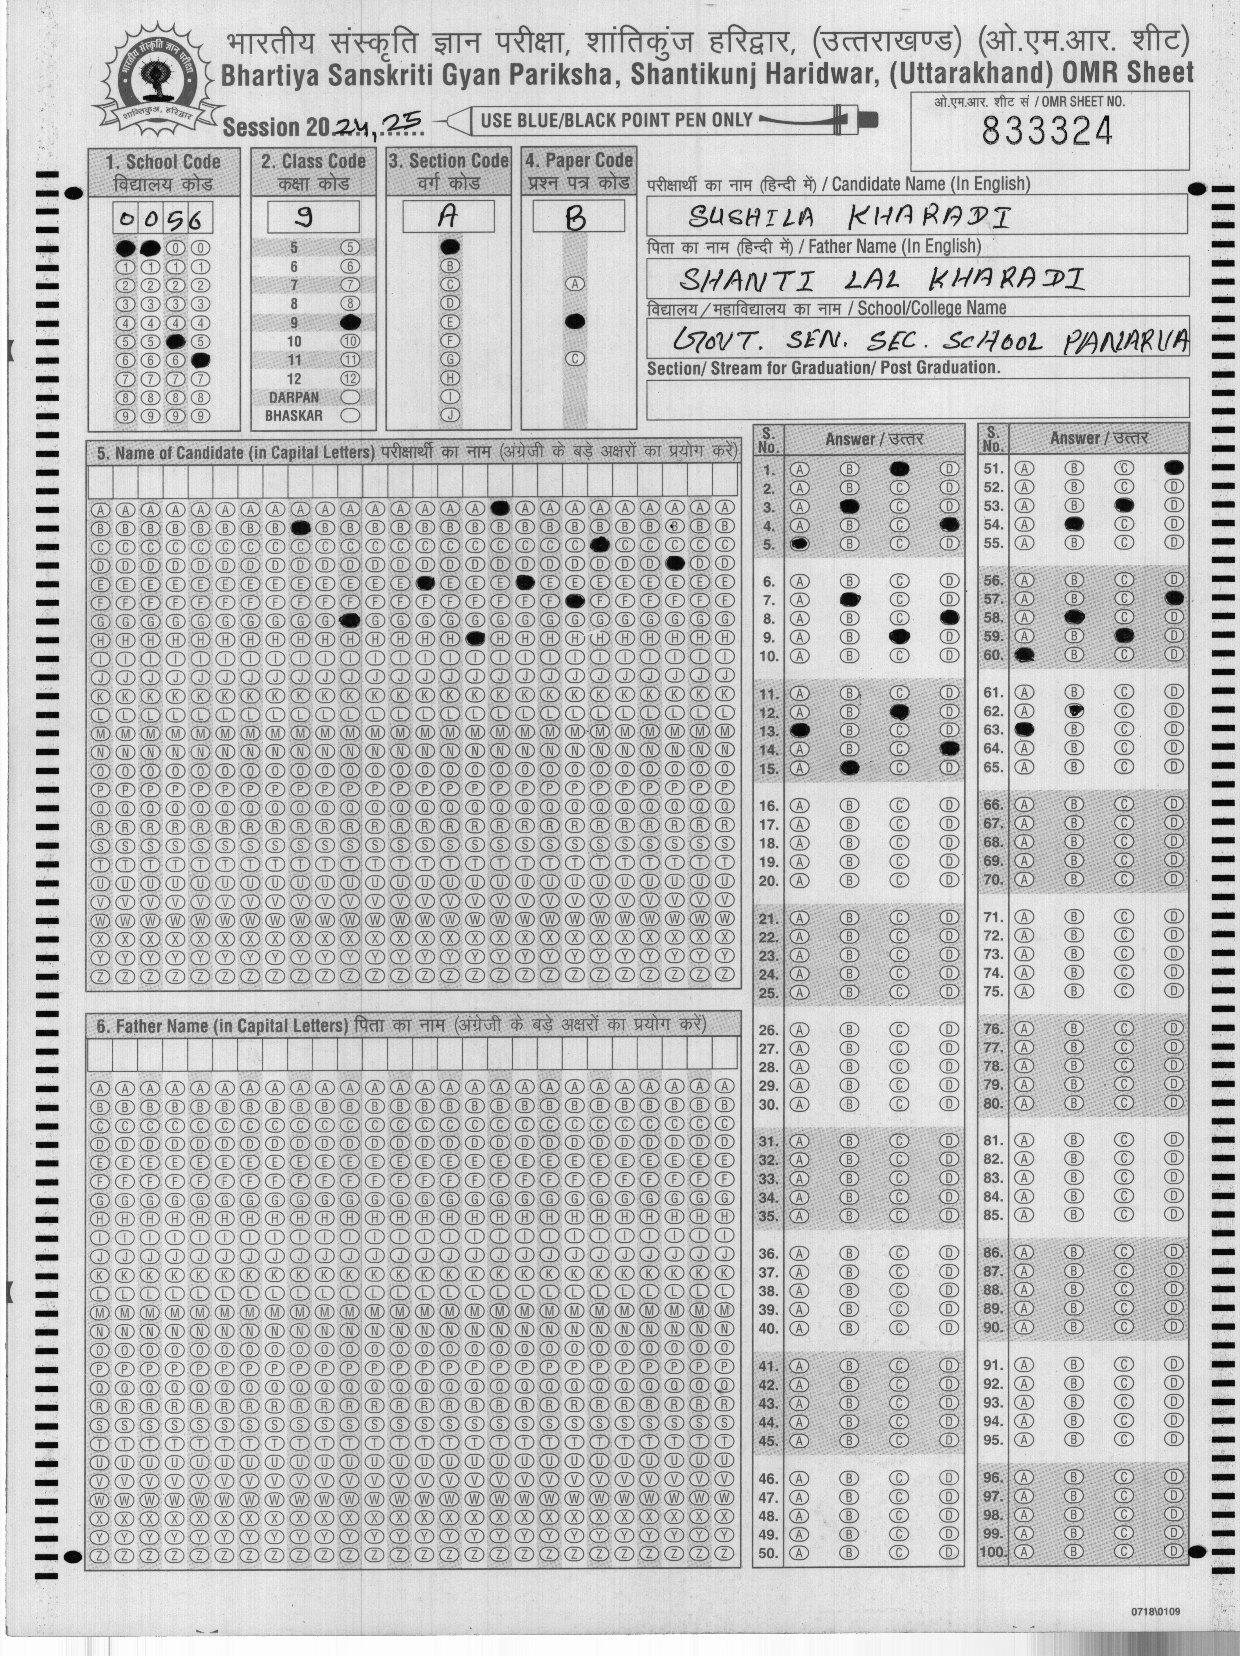 भारतीय संस्कृति ज्ञान परीक्षा, शांतिकुंज हरिद्वार, (उत्तराखण्ड) (ओ.एम.आर. शीट)
Bhartiya Sanskriti Gyan Pariksha, Shantikunj Haridwar, (Uttarakhand) OMR Sheet
Session 2024,25
USE BLUE/BLACK POINT PEN ONLY
ओ.एम.आर. शीट सं / OMR SHEET NO.
833324
1. School Code
विद्यालय कोड
0056
2. Class Code
कक्षा कोड
9
5
6
7
8
9
10
11
12
DARPAN
BHASKAR
3. Section Code
वर्ग कोड
A
4. Paper Code
प्रश्न पत्र कोड
B
परीक्षार्थी का नाम (हिन्दी में) / Candidate Name (In English)
SUSHILA KHARADI
पिता का नाम (हिन्दी में) / Father Name (In English)
SHANTI LAL KHARADI
विद्यालय / महाविद्यालय का नाम / School/College Name
GOVT. SEN. SEC. SCHOOL PANARVA
Section/ Stream for Graduation/ Post Graduation.
5. Name of Candidate (in Capital Letters) परीक्षार्थी का नाम (अंग्रेजी के बड़े अक्षरों का प्रयोग करें)
6. Father Name (in Capital Letters) पिता का नाम (अंग्रेजी के बड़े अक्षरों का प्रयोग करें)
S. No. Answer / उत्तर
S. No. Answer / उत्तर
0718\0109